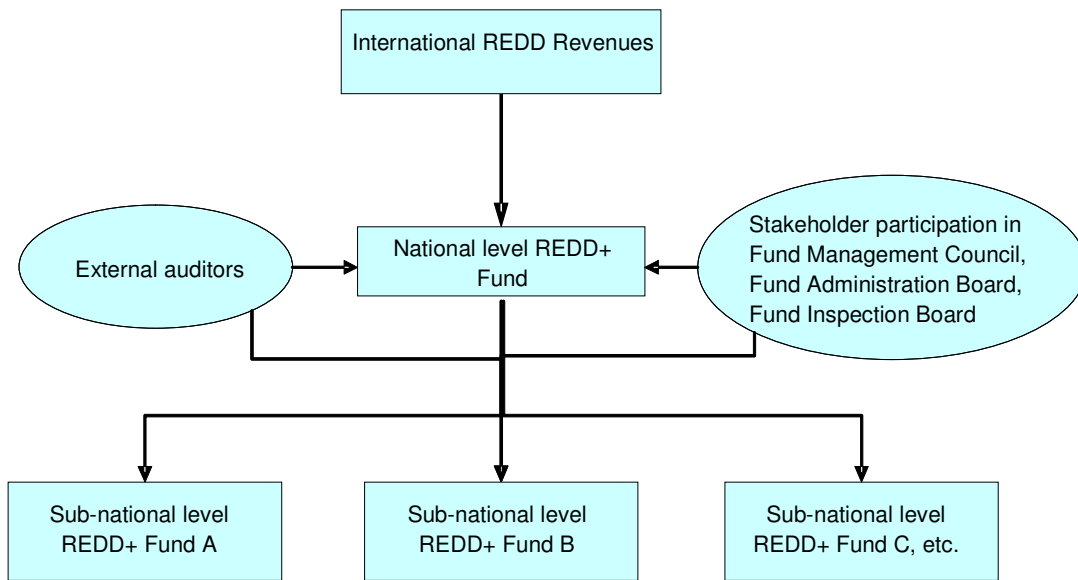 International REDD Revenues
External auditors
National level REDD+
Fund
Stakeholder participation in
Fund Management Council,
Fund Administration Board,
Fund Inspection Board
Sub-national level
REDD+ Fund A
Sub-national level
REDD+ Fund B
Sub-national level
REDD+ Fund C, etc.